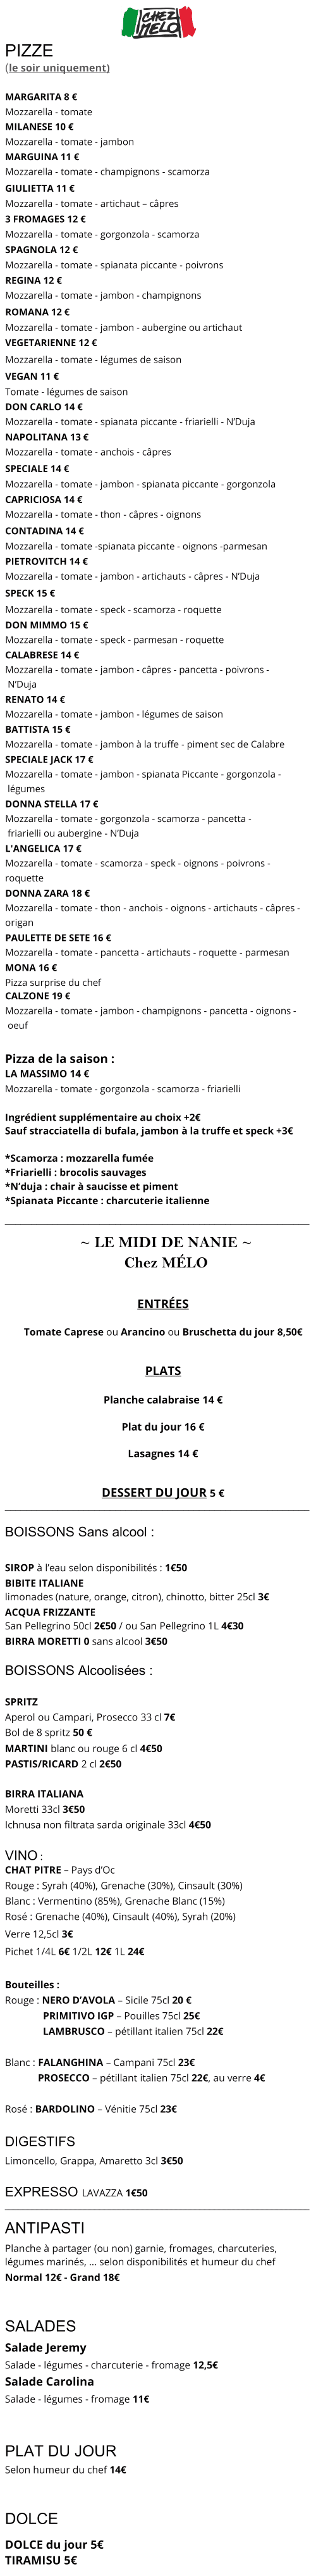 CHEZ
MELO
PIZZE
(le soir uniquement)
MARGARITA 8 €
Mozzarella - tomate
MILANESE 10 €
Mozzarella - tomate - jambon
MARGUINA 11 €
Mozzarella - tomate - champignons - scamorza
GIULIETTA 11 €
Mozzarella - tomate - artichaut – câpres
3 FROMAGES 12 €
Mozzarella - tomate - gorgonzola - scamorza
SPAGNOLA 12 €
Mozzarella - tomate - spianata piccante - poivrons
REGINA 12 €
Mozzarella - tomate - jambon - champignons
ROMANA 12 €
Mozzarella - tomate - jambon - aubergine ou artichaut
VEGETARIENNE 12 €
Mozzarella - tomate - légumes de saison
VEGAN 11 €
Tomate - légumes de saison
DON CARLO 14 €
Mozzarella - tomate - spianata piccante - friarielli - N'Duja
NAPOLITANA 13 €
Mozzarella - tomate - anchois - câpres
SPECIALE 14 €
Mozzarella - tomate - jambon - spianata piccante - gorgonzola
CAPRICIOSA 14 €
Mozzarella - tomate - thon - câpres - oignons
CONTADINA 14 €
Mozzarella - tomate -spianata piccante - oignons -parmesan
PIETROVITCH 14 €
Mozzarella - tomate - jambon - artichauts - câpres - N'Duja
SPECK 15 €
Mozzarella - tomate - speck - scamorza - roquette
DON MIMMO 15 €
Mozzarella - tomate - speck - parmesan - roquette
CALABRESE 14 €
Mozzarella - tomate - jambon - câpres - pancetta - poivrons -
N'Duja
RENATO 14 €
Mozzarella - tomate - jambon - légumes de saison
BATTISTA 15 €
Mozzarella - tomate - jambon à la truffe - piment sec de Calabre
SPECIALE JACK 17 €
Mozzarella - tomate - jambon - spianata Piccante - gorgonzola -
légumes
DONNA STELLA 17 €
Mozzarella - tomate - gorgonzola - scamorza - pancetta -
friarielli ou aubergine - N'Duja
L'ANGELICA 17 €
Mozzarella - tomate - scamorza - speck - oignons - poivrons -
roquette
DONNA ZARA 18 €
Mozzarella - tomate - thon - anchois - oignons - artichauts - câpres -
origan
PAULETTE DE SETE 16 €
Mozzarella - tomate - pancetta - artichauts - roquette - parmesan
MONA 16 €
Pizza surprise du chef
CALZONE 19 €
Mozzarella - tomate - jambon - champignons - pancetta - oignons -
oeuf
Pizza de la saison :
LA MASSIMO 14 €
Mozzarella - tomate - gorgonzola - scamorza - friarielli
Ingrédient supplémentaire au choix +2€
Sauf stracciatella di bufala, jambon à la truffe et speck +3€
*Scamorza : mozzarella fumée
*Friarielli : brocolis sauvages
*N'duja : chair à saucisse et piment
*Spianata Piccante : charcuterie italienne
~ LE MIDI DE NANIE ~
Chez MÉLO
ENTRÉES
Tomate Caprese ou Arancino ou Bruschetta du jour 8,50€
PLATS
Planche calabraise 14 €
Plat du jour 16 €
Lasagnes 14 €
DESSERT DU JOUR 5 €
BOISSONS Sans alcool :
SIROP à l'eau selon disponibilités : 1€50
BIBITE ITALIANE
limonades (nature, orange, citron), chinotto, bitter 25cl 3€
ACQUA FRIZZANTE
San Pellegrino 50cl 2€50 / ou San Pellegrino 1L 4€30
BIRRA MORETTI 0 sans alcool 3€50
BOISSONS Alcoolisées :
SPRITZ
Aperol ou Campari, Prosecco 33 cl 7€
Bol de 8 spritz 50 €
MARTINI blanc ou rouge 6 cl 4€50
PASTIS/RICARD 2 cl 2€50
BIRRA ITALIANA
Moretti 33cl 3€50
Ichnusa non filtrata sarda originale 33cl 4€50
VINO :
CHAT PITRE – Pays d'Oc
Rouge : Syrah (40%), Grenache (30%), Cinsault (30%)
Blanc : Vermentino (85%), Grenache Blanc (15%)
Rosé : Grenache (40%), Cinsault (40%), Syrah (20%)
Verre 12,5cl 3€
Pichet 1/4L 6€ 1/2L 12€ 1L 24€
Bouteilles :
Rouge : NERO D'AVOLA – Sicile 75cl 20 €
PRIMITIVO IGP – Pouilles 75cl 25€
LAMBRUSCO – pétillant italien 75cl 22€
Blanc : FALANGHINA – Campani 75cl 23€
PROSECCO – pétillant italien 75cl 22€, au verre 4€
Rosé : BARDOLINO – Vénitie 75cl 23€
DIGESTIFS
Limoncello, Grappa, Amaretto 3cl 3€50
EXPRESSO LAVAZZA 1€50
ANTIPASTI
Planche à partager (ou non) garnie, fromages, charcuteries,
légumes marinés, ... selon disponibilités et humeur du chef
Normal 12€ - Grand 18€
SALADES
Salade Jeremy
Salade - légumes - charcuterie - fromage 12,5€
Salade Carolina
Salade - légumes - fromage 11€
PLAT DU JOUR
Selon humeur du chef 14€
DOLCE
DOLCE du jour 5€
TIRAMISU 5€